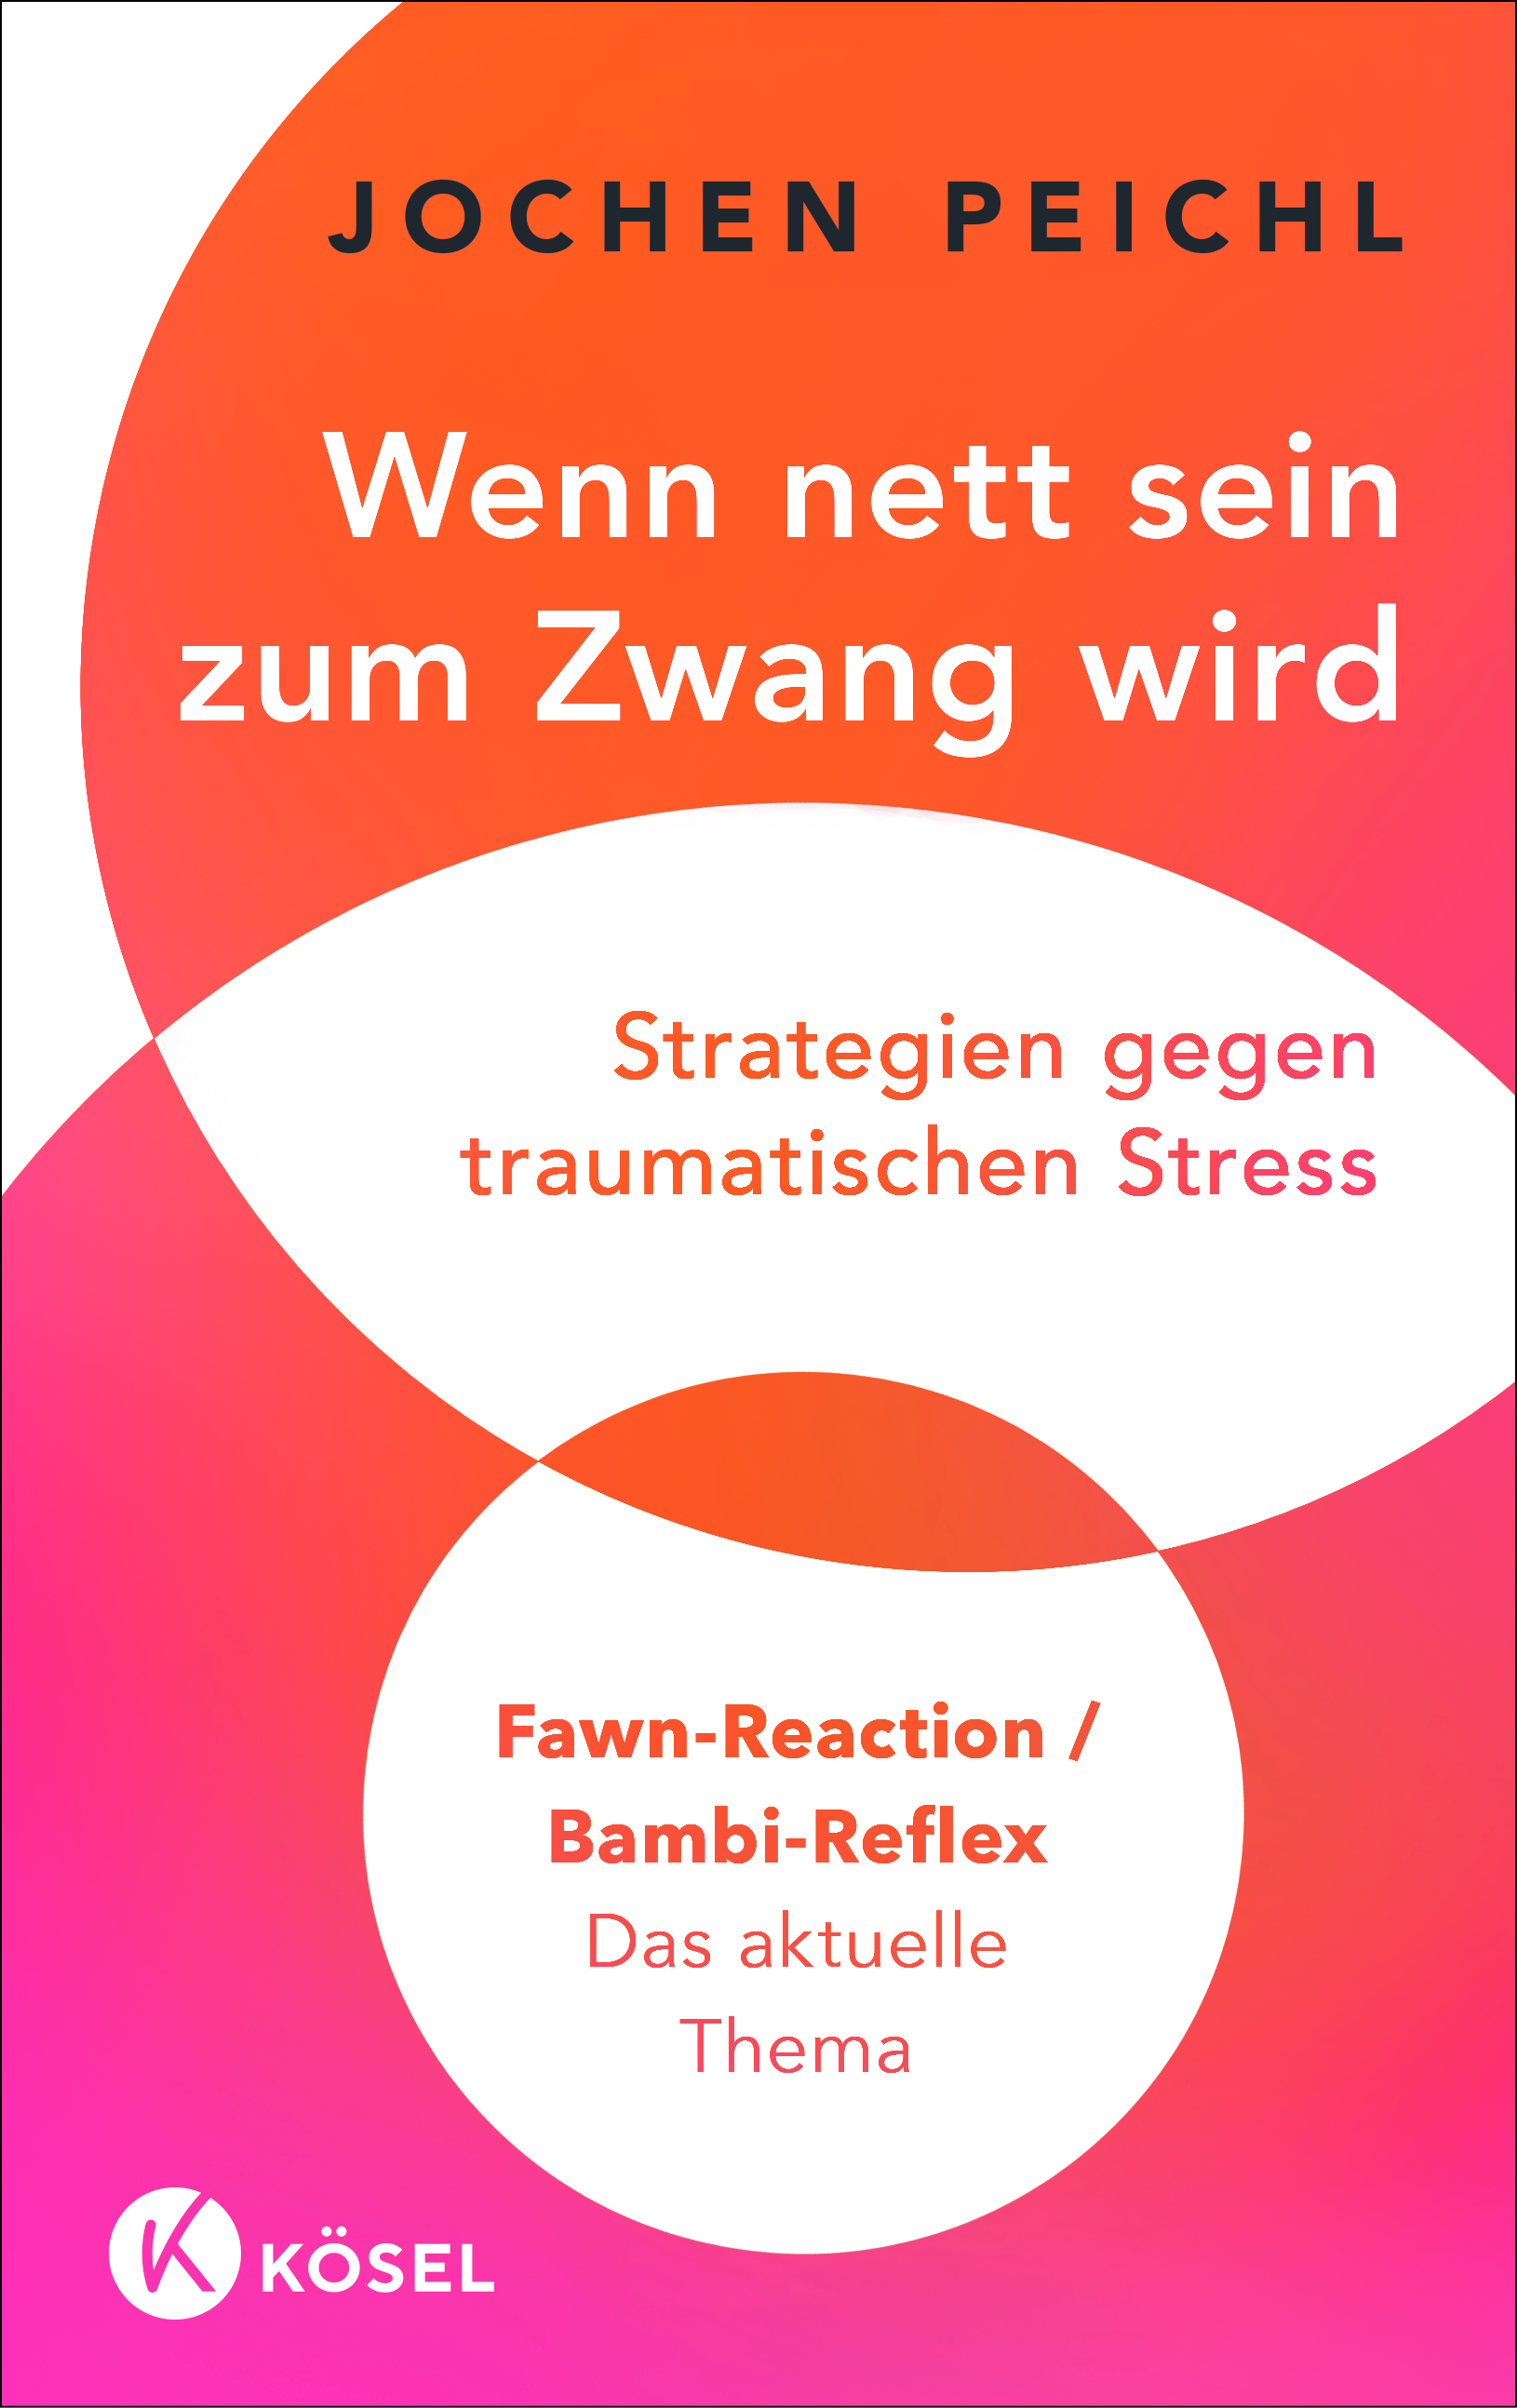 JOCHEN PEICHL
Wenn nett sein
zum Zwang wird
Strategien gegen
traumatischen Stress
Fawn-Reaction /
Bambi-Reflex
Das aktuelle
Thema
K KÖSEL